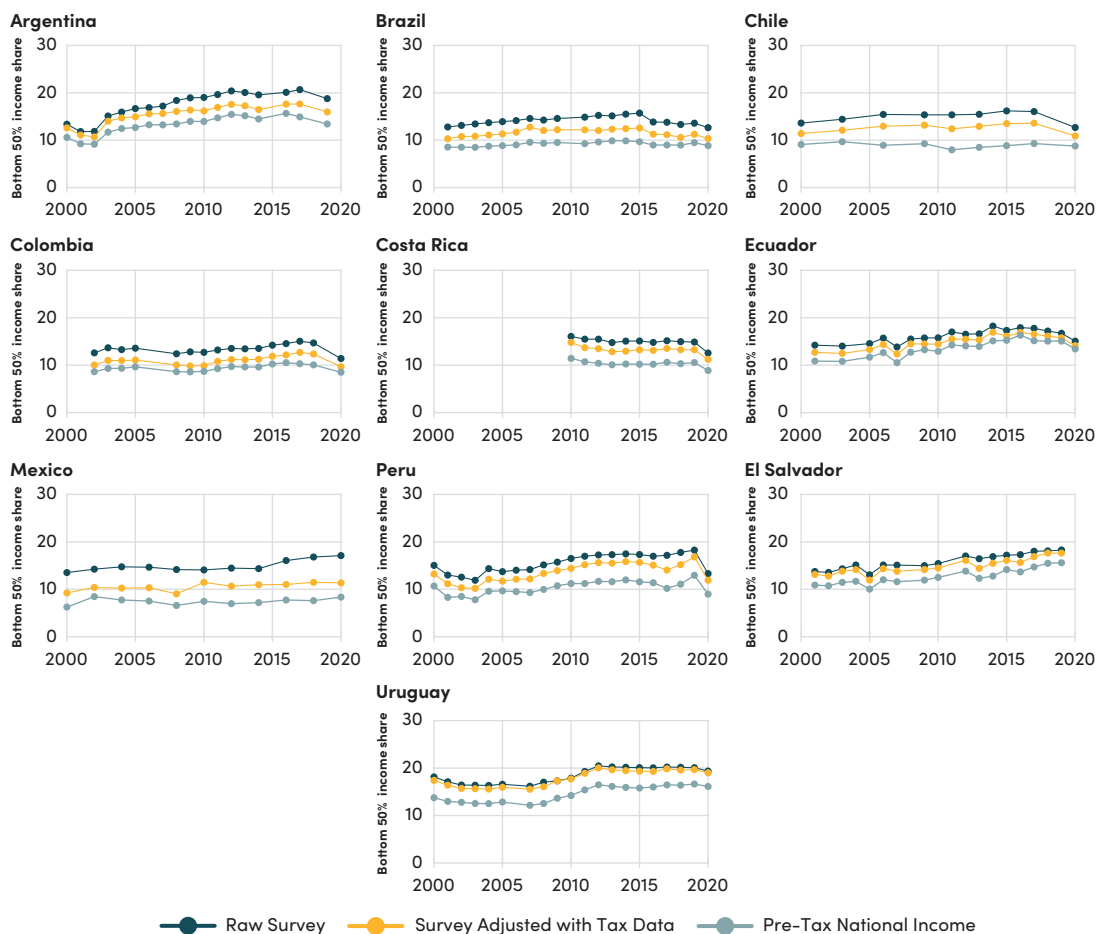 Argentina
Bottom 50% income share
30
20
10
0
2000 2005 2010 2015 2020
Brazil
Bottom 50% income share
30
20
10
0
2000 2005 2010 2015 2020
Chile
Bottom 50% income share
30
20
10
0
2000 2005 2010 2015 2020
Colombia
Bottom 50% income share
30
20
10
0
2000 2005 2010 2015 2020
Costa Rica
Bottom 50% income share
30
20
10
0
2000 2005 2010 2015 2020
Ecuador
Bottom 50% income share
30
20
10
0
2000 2005 2010 2015 2020
Mexico
Bottom 50% income share
30
20
10
0
2000 2005 2010 2015 2020
Peru
Bottom 50% income share
30
20
10
0
2000 2005 2010 2015 2020
El Salvador
Bottom 50% income share
30
20
10
0
2000 2005 2010 2015 2020
Uruguay
Bottom 50% income share
30
20
10
0
2000 2005 2010 2015 2020
Raw Survey Survey Adjusted with Tax Data Pre-Tax National Income